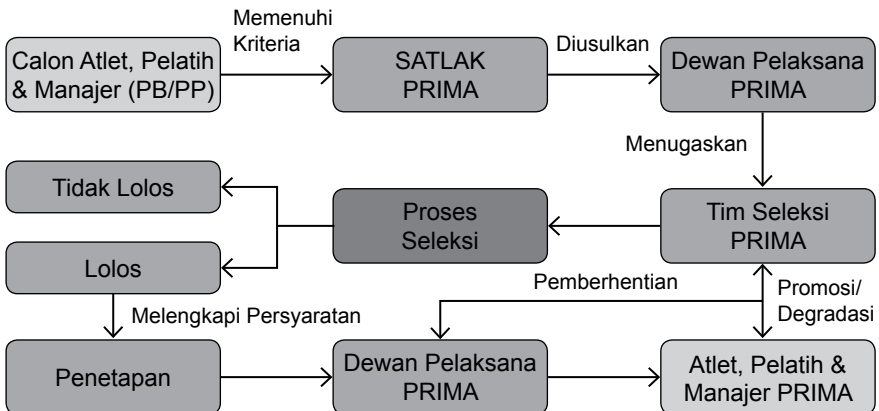 Memenuhi
Kriteria
Calon Atlet, Pelatih
& Manajer (PB/PP)
SATLAK
PRIMA
Diusulkan
Dewan Pelaksana
PRIMA
Menugaskan
Tidak Lolos
Proses
Seleksi
Tim Seleksi
PRIMA
Lolos
Pemberhentian
Promosi/
Degradasi
Melengkapi Persyaratan
Penetapan
Dewan Pelaksana
PRIMA
Atlet, Pelatih &
Manajer PRIMA